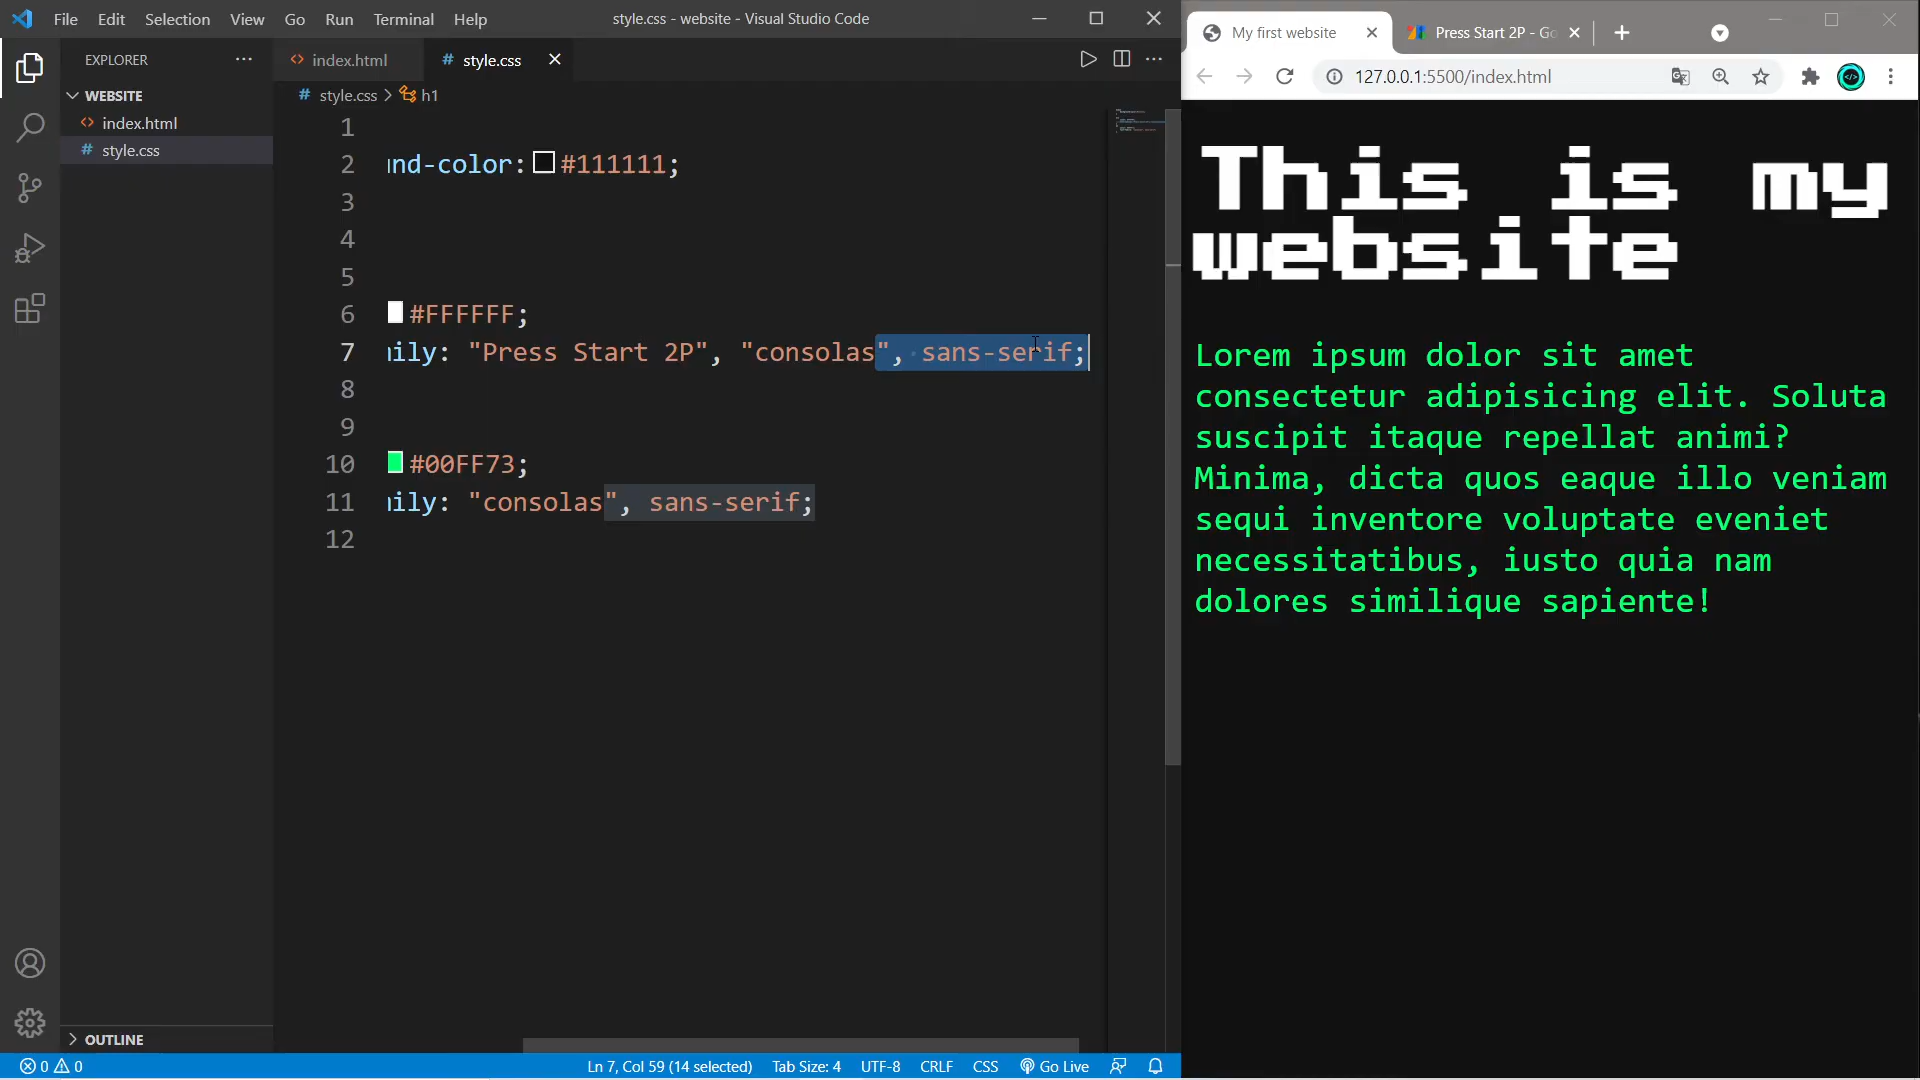 File Edit Selection View Go Run Terminal Help
style.css - website - Visual Studio Code
EXPLORER
WEBSITE
index.html
style.css
OUTLINE
index.html
style.css
style.css > h1
1
2 nd-color: #111111;
3
4
5
6 #FFFFFF;
7 ily: "Press Start 2P", "consolas", sans-serif;
8
9
10 #00FF73;
11 ily: "consolas", sans-serif;
12
0 0
Ln 7, Col 59 (14 selected) Tab Size: 4 UTF-8 CRLF CSS Go Live
My first website
Press Start 2P - Go
127.0.0.1:5500/index.html
This is my
website
Lorem ipsum dolor sit amet
consectetur adipisicing elit. Soluta
suscipit itaque repellat animi?
Minima, dicta quos eaque illo veniam
sequi inventore voluptate eveniet
necessitatibus, iusto quia nam
dolores similique sapiente!